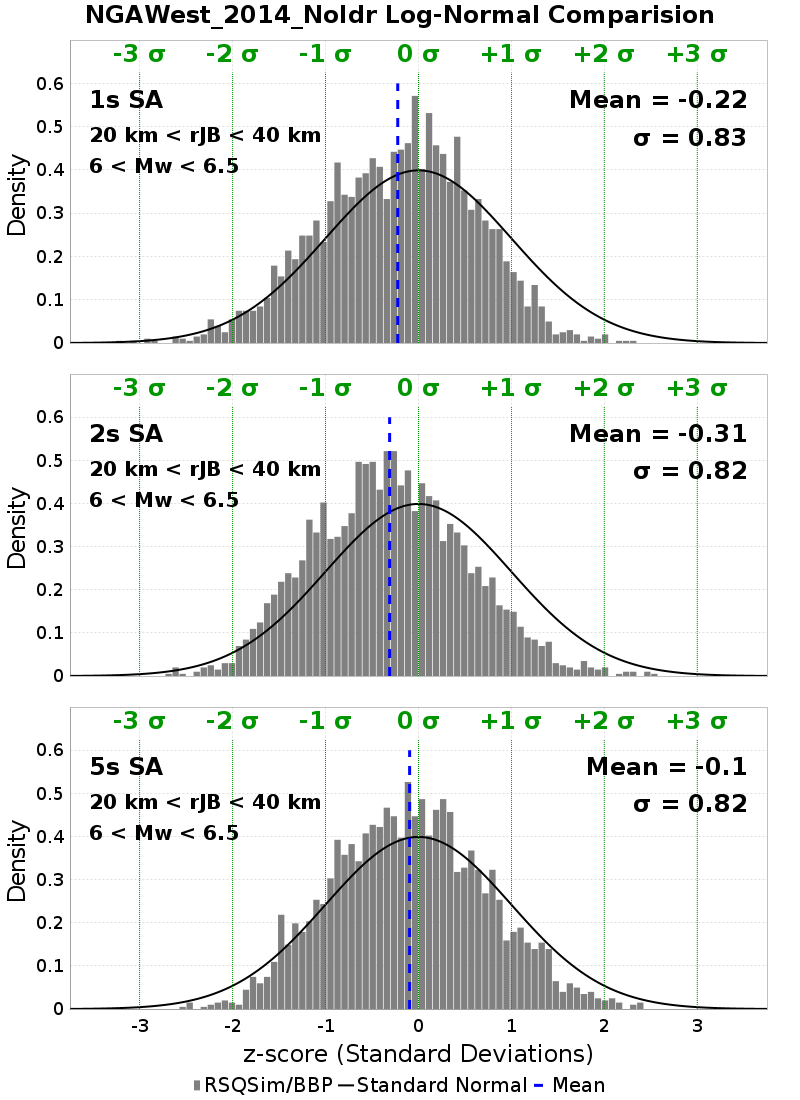 NGAWest_2014_NoIdr Log-Normal Comparision
-3 σ -2 σ -1 σ 0 σ +1 σ +2 σ +3 σ
0.6
1s SA Mean = -0.22
0.5
20 km < rJB < 40 km σ = 0.83
6 < Mw < 6.5
0.4
Density
0.3
0.2
0.1
0
-3 σ -2 σ -1 σ 0 σ +1 σ +2 σ +3 σ
0.6
2s SA Mean = -0.31
0.5
20 km < rJB < 40 km σ = 0.82
6 < Mw < 6.5
0.4
Density
0.3
0.2
0.1
0
-3 σ -2 σ -1 σ 0 σ +1 σ +2 σ +3 σ
0.6
5s SA Mean = -0.1
0.5
20 km < rJB < 40 km σ = 0.82
6 < Mw < 6.5
0.4
Density
0.3
0.2
0.1
0
-3 -2 -1 0 1 2 3
z-score (Standard Deviations)
RSQSim/BBP Standard Normal Mean